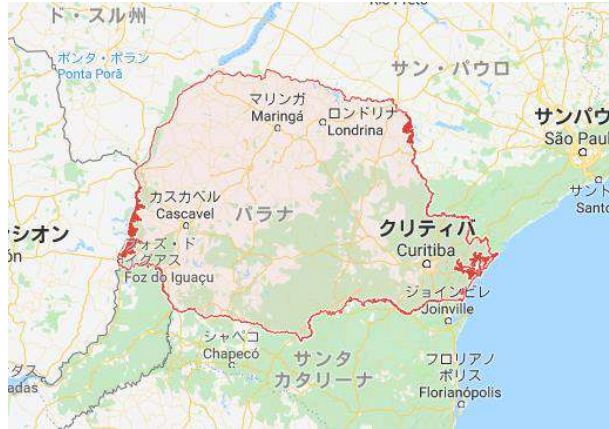 ド・スル州
ポンタ・ポラン
Ponta Porã
サン・パウロ
マリンガ
Maringá
ロンドリナ
Londrina
サンパウ
São Paul
サント
Santo
カスカベル
Cascavel
パラナ
クリティバ
Curitiba
シオン
ón
フォズ・ド
イグアス
Foz do Iguaçu
ジョインビレ
Joinville
シャペコ
Chapecó
サンタ
カタリーナ
フロリアノ
ポリス
Florianópolis
ダス
adas